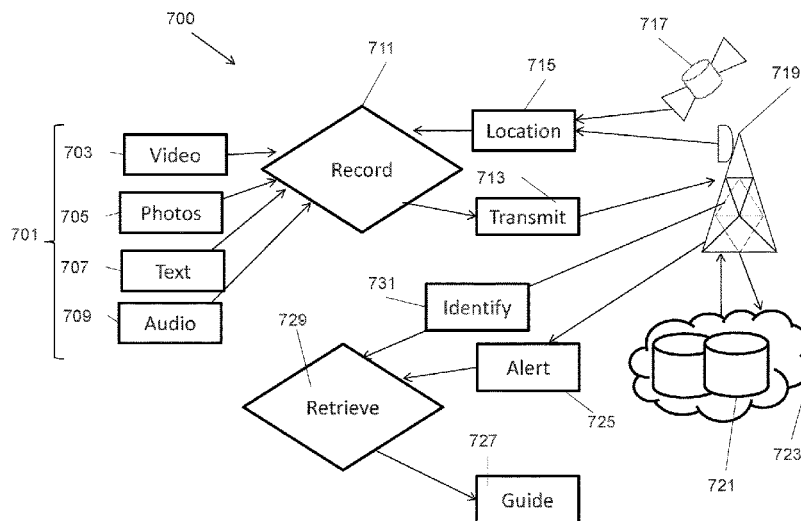 700
711
717
715
719
703
Video
Location
Record
713
705
Photos
Transmit
701
707
Text
731
709
Audio
Identify
729
Alert
Retrieve
725
727
721
723
Guide